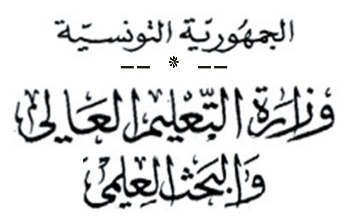 الجمهورية التونسية
-- * --
وزارة التعليم العالي
والبحث العلمي